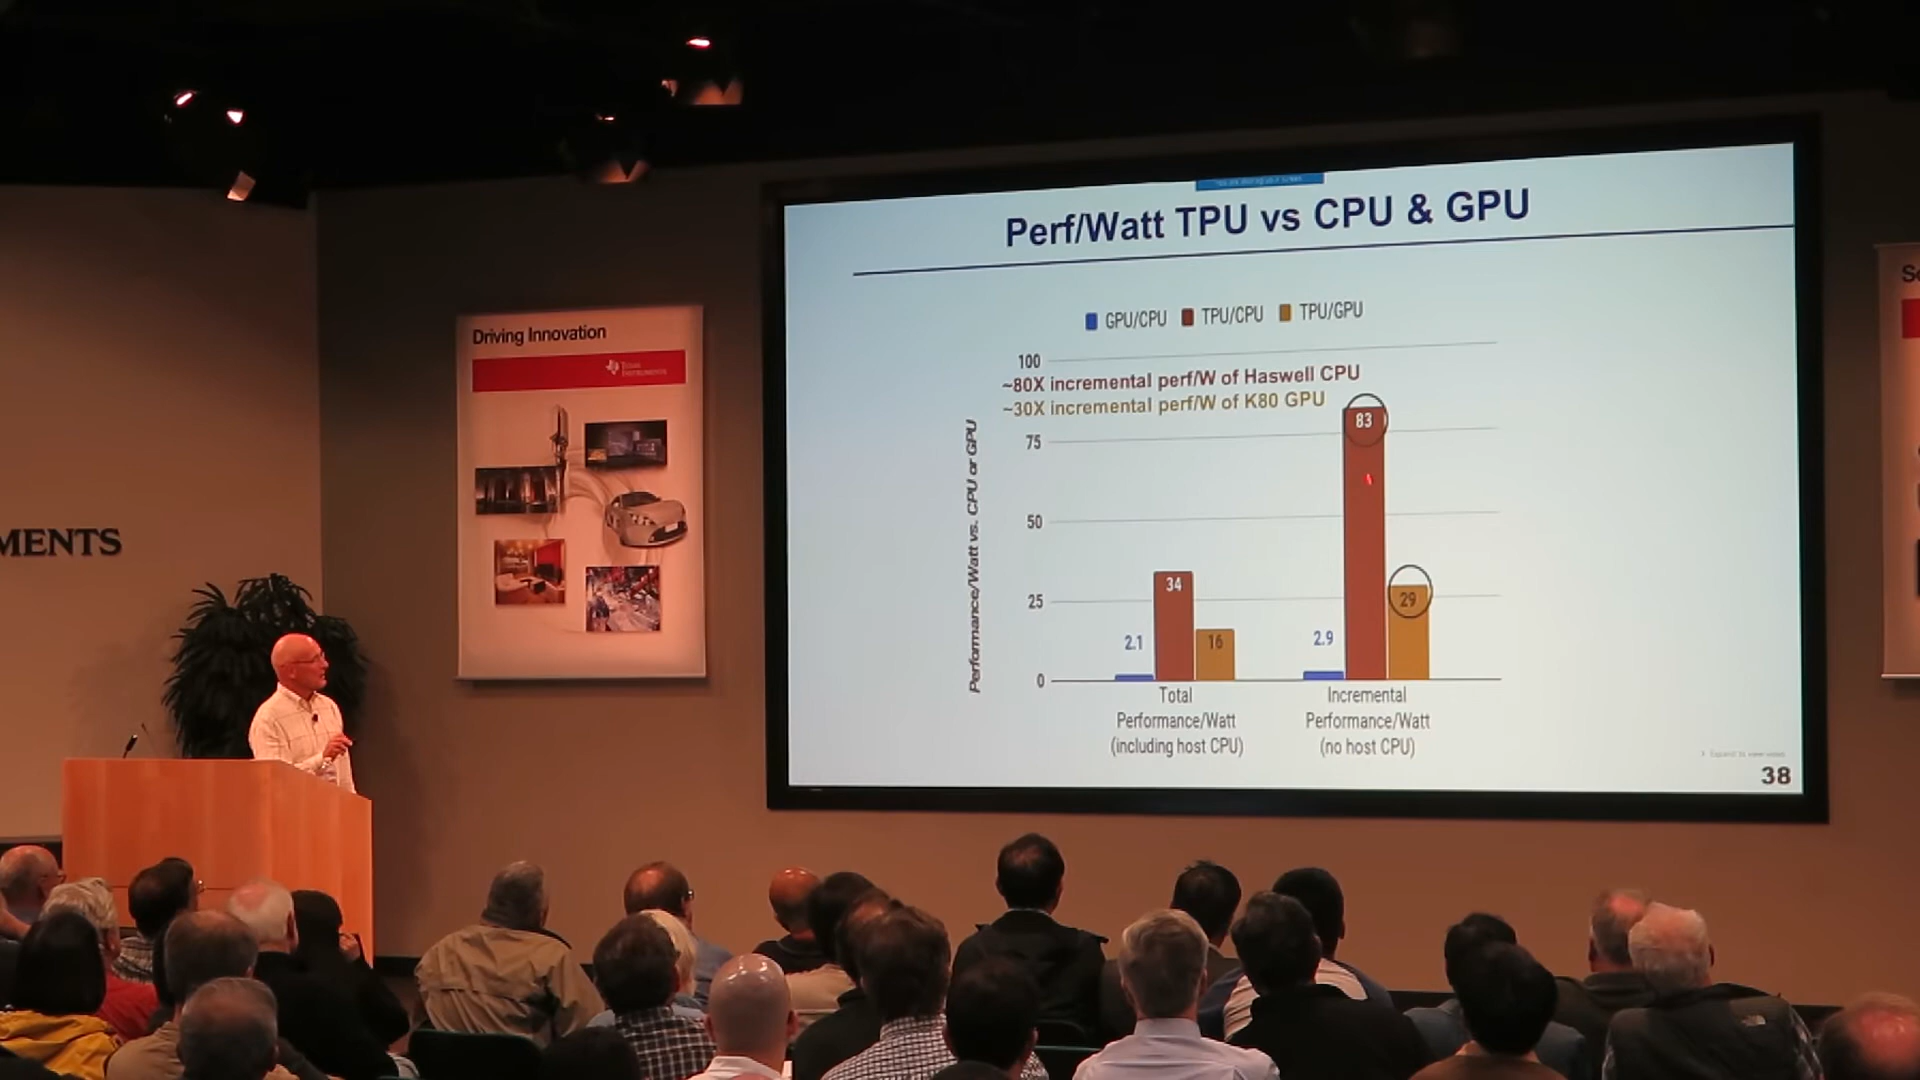 MENTS
Driving Innovation
TEXAS
INSTRUMENTS
Perf/Watt TPU vs CPU & GPU
GPU/CPU TPU/CPU TPU/GPU
100
~80X incremental perf/W of Haswell CPU
~30X incremental perf/W of K80 GPU
75
50
25
0
Performance/Watt vs. CPU or GPU
2.1
34
16
2.9
83
29
Total
Performance/Watt
(including host CPU)
Incremental
Performance/Watt
(no host CPU)
38